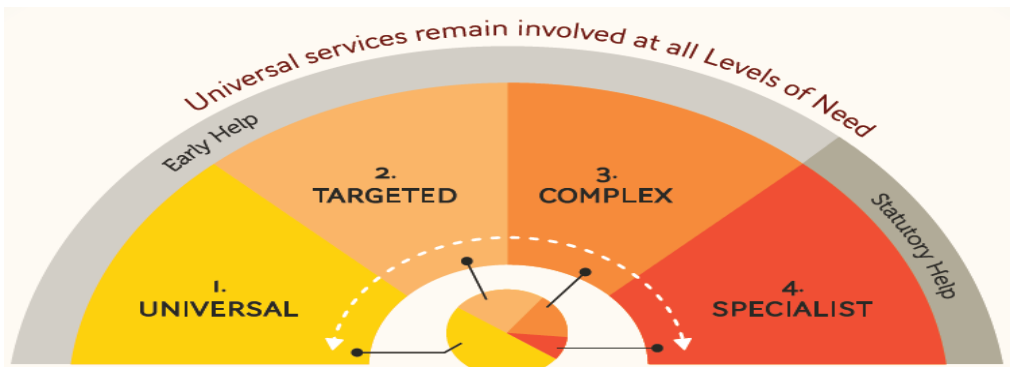 Universal services remain involved at all Levels of Need
Early Help
Statutory Help
1.
UNIVERSAL
2.
TARGETED
3.
COMPLEX
4.
SPECIALIST